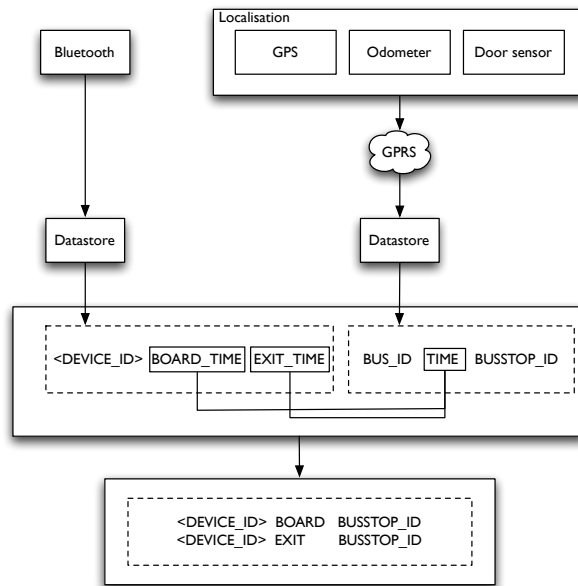 Localisation
Bluetooth
GPS
Odometer
Door sensor
GPRS
Datastore
Datastore
<DEVICE_ID> BOARD_TIME EXIT_TIME
BUS_ID TIME BUSSTOP_ID
<DEVICE_ID> BOARD BUSSTOP_ID
<DEVICE_ID> EXIT BUSSTOP_ID